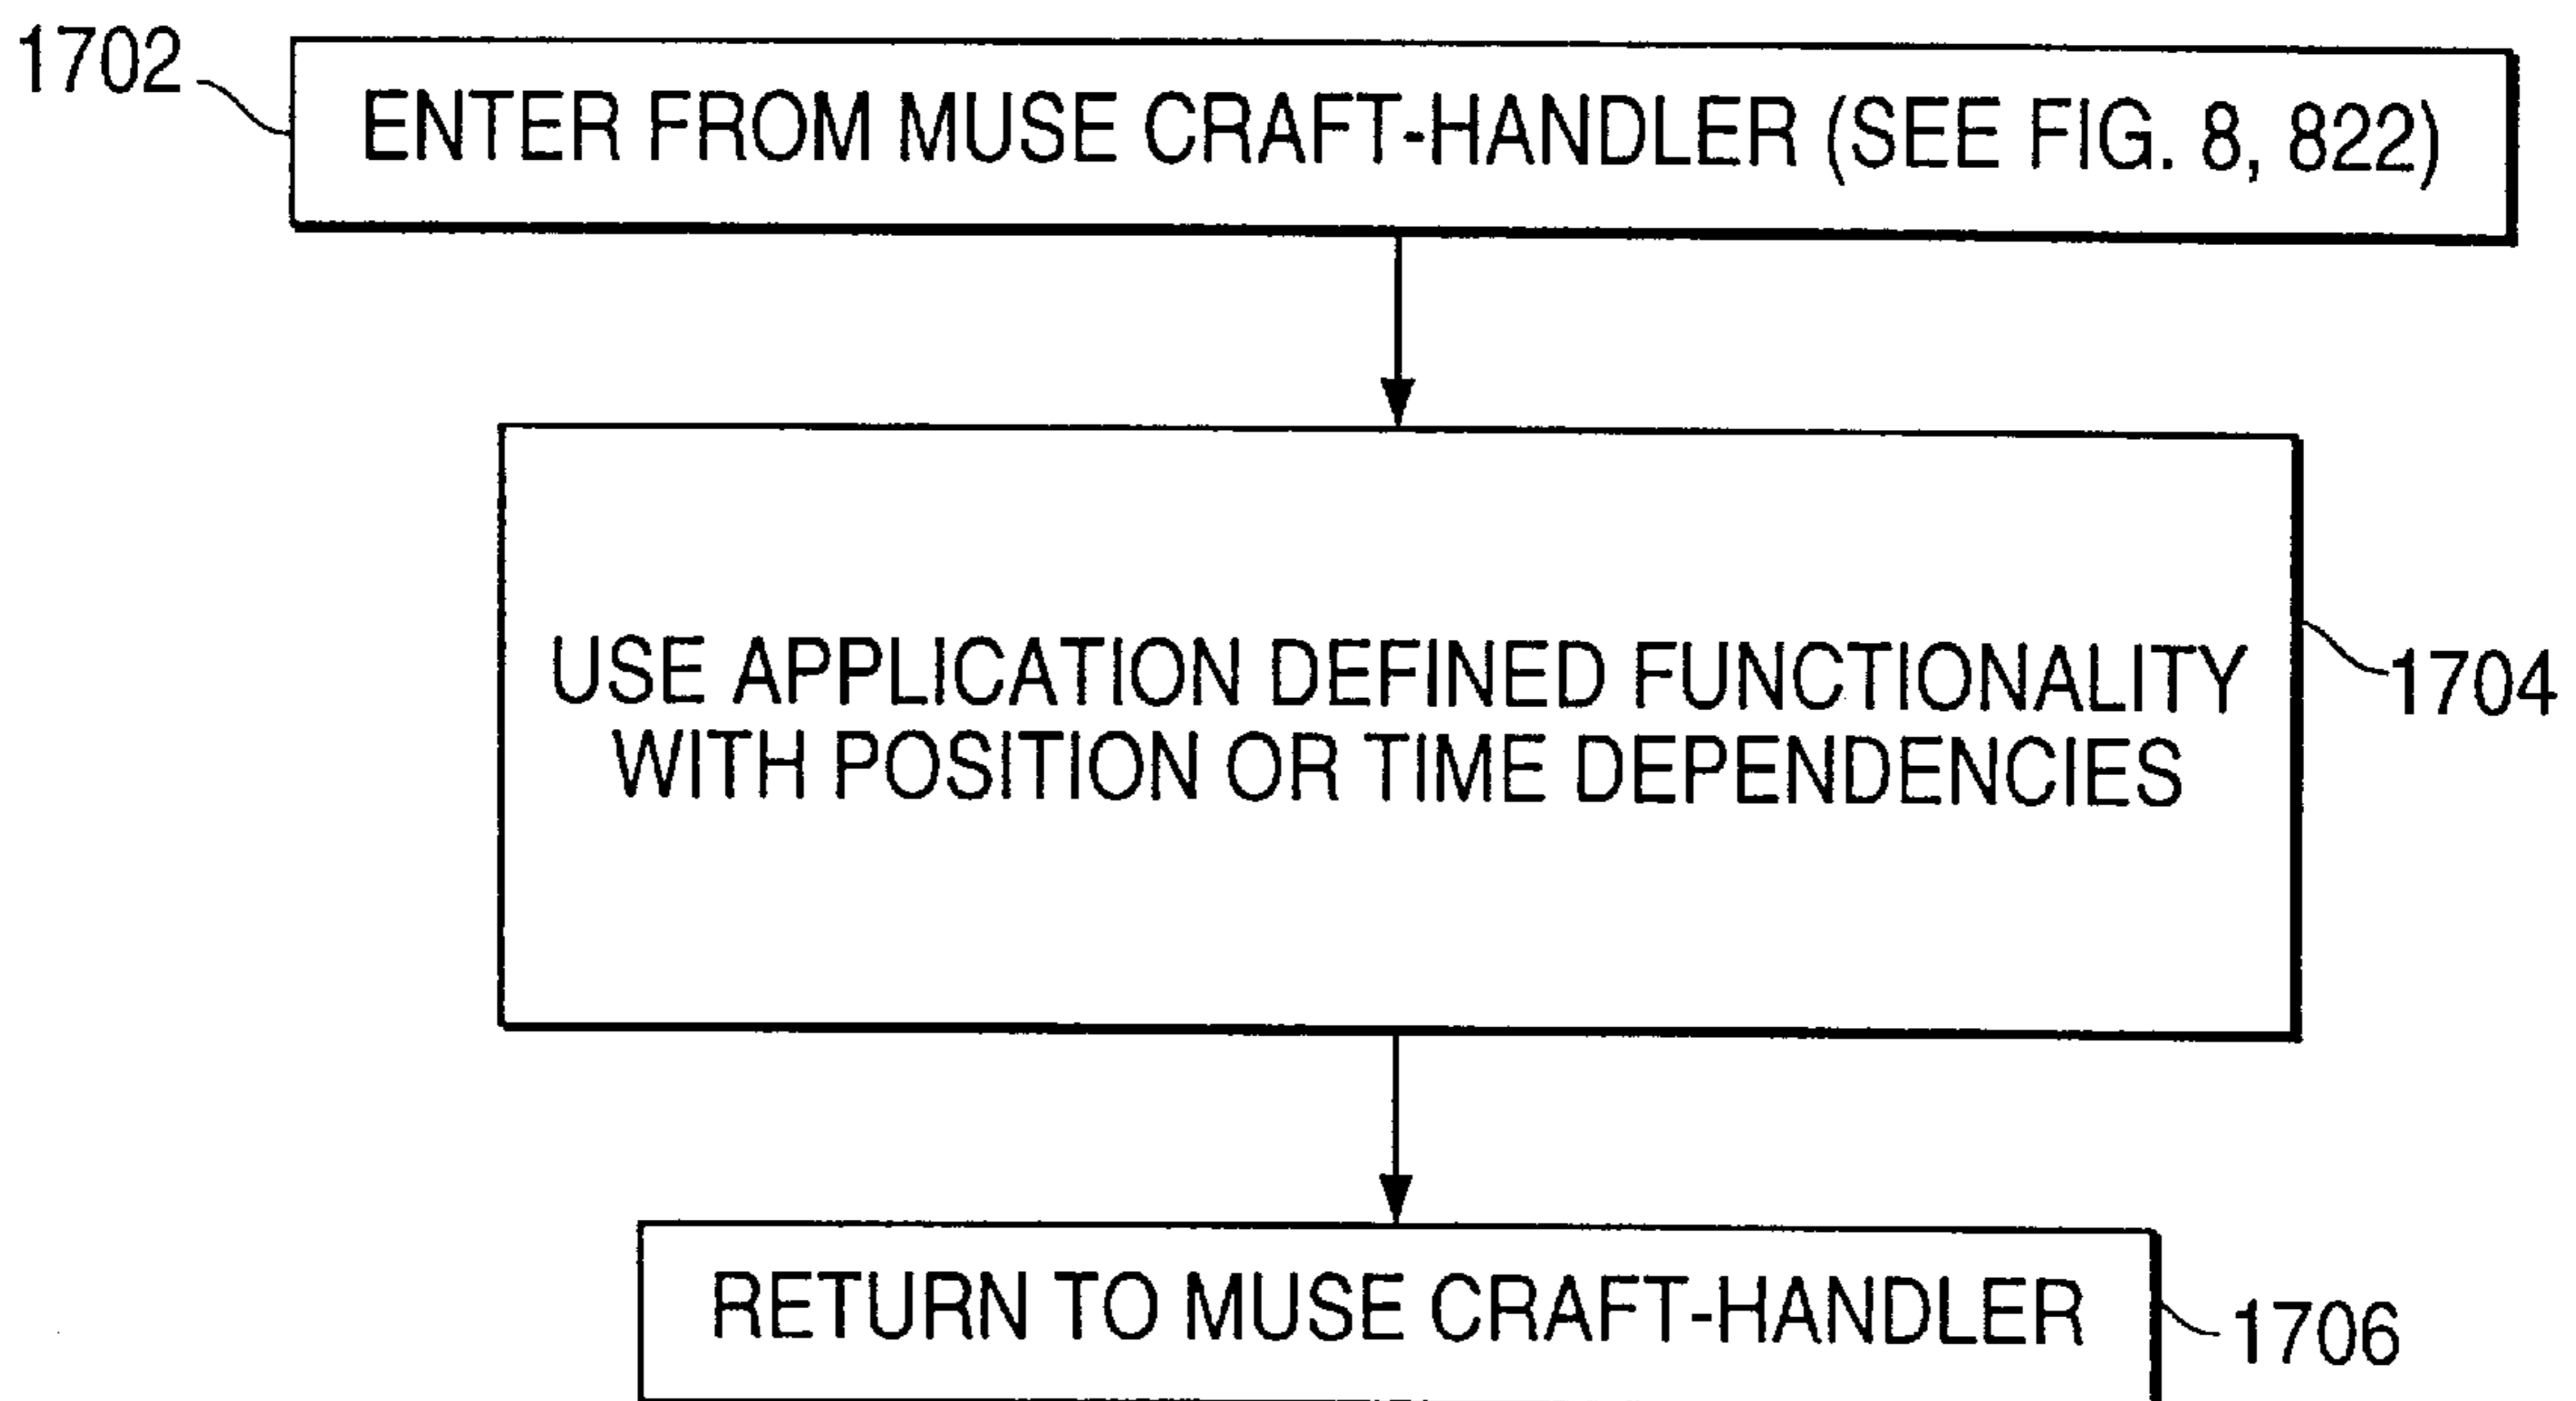 1702
ENTER FROM MUSE CRAFT-HANDLER (SEE FIG. 8, 822)
USE APPLICATION DEFINED FUNCTIONALITY
WITH POSITION OR TIME DEPENDENCIES
1704
RETURN TO MUSE CRAFT-HANDLER
1706